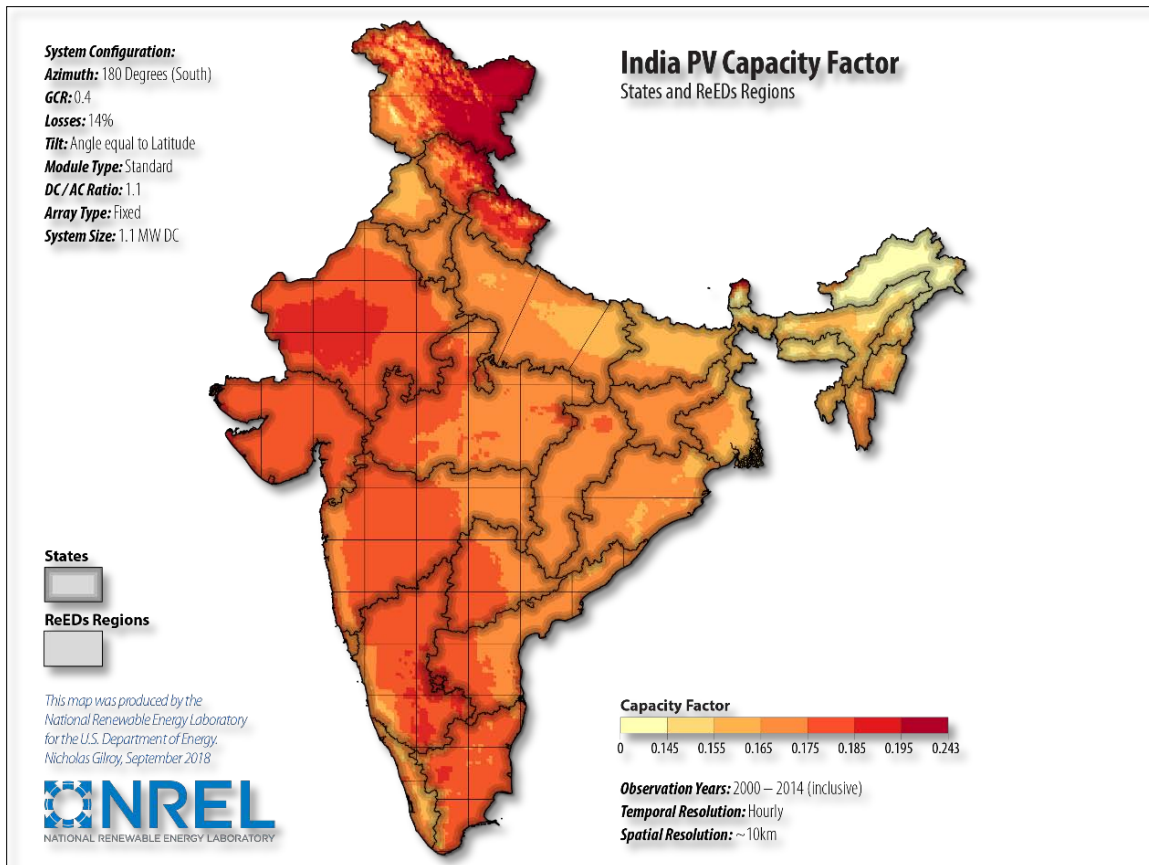 System Configuration:
Azimuth: 180 Degrees (South)
GCR: 0.4
Losses: 14%
Tilt: Angle equal to Latitude
Module Type: Standard
DC / AC Ratio: 1.1
Array Type: Fixed
System Size: 1.1 MW DC
India PV Capacity Factor
States and ReEDs Regions
States
ReEDs Regions
This map was produced by the
National Renewable Energy Laboratory
for the U.S. Department of Energy.
Nicholas Gilroy, September 2018
NREL
NATIONAL RENEWABLE ENERGY LABORATORY
Capacity Factor
0 0.145 0.155 0.165 0.175 0.185 0.195 0.243
Observation Years: 2000 – 2014 (inclusive)
Temporal Resolution: Hourly
Spatial Resolution: ~10km